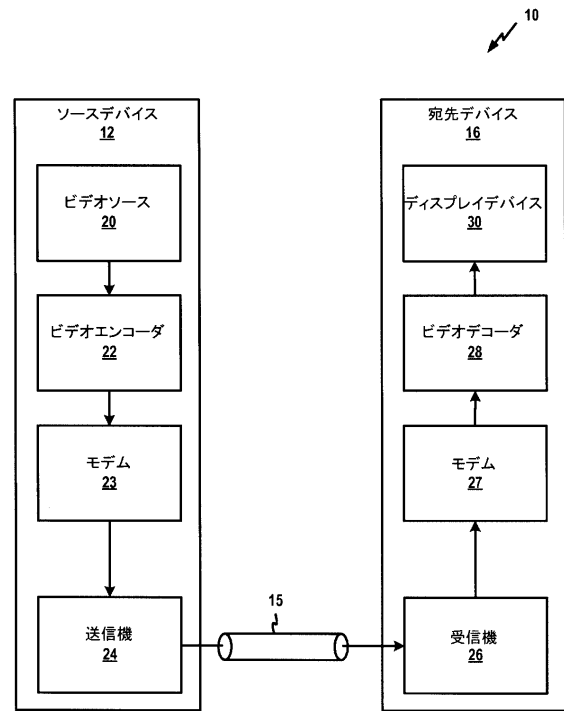 10
ソースデバイス
12
ビデオソース
20
ビデオエンコーダ
22
モデム
23
送信機
24
15
宛先デバイス
16
ディスプレイデバイス
30
ビデオデコーダ
28
モデム
27
受信機
26